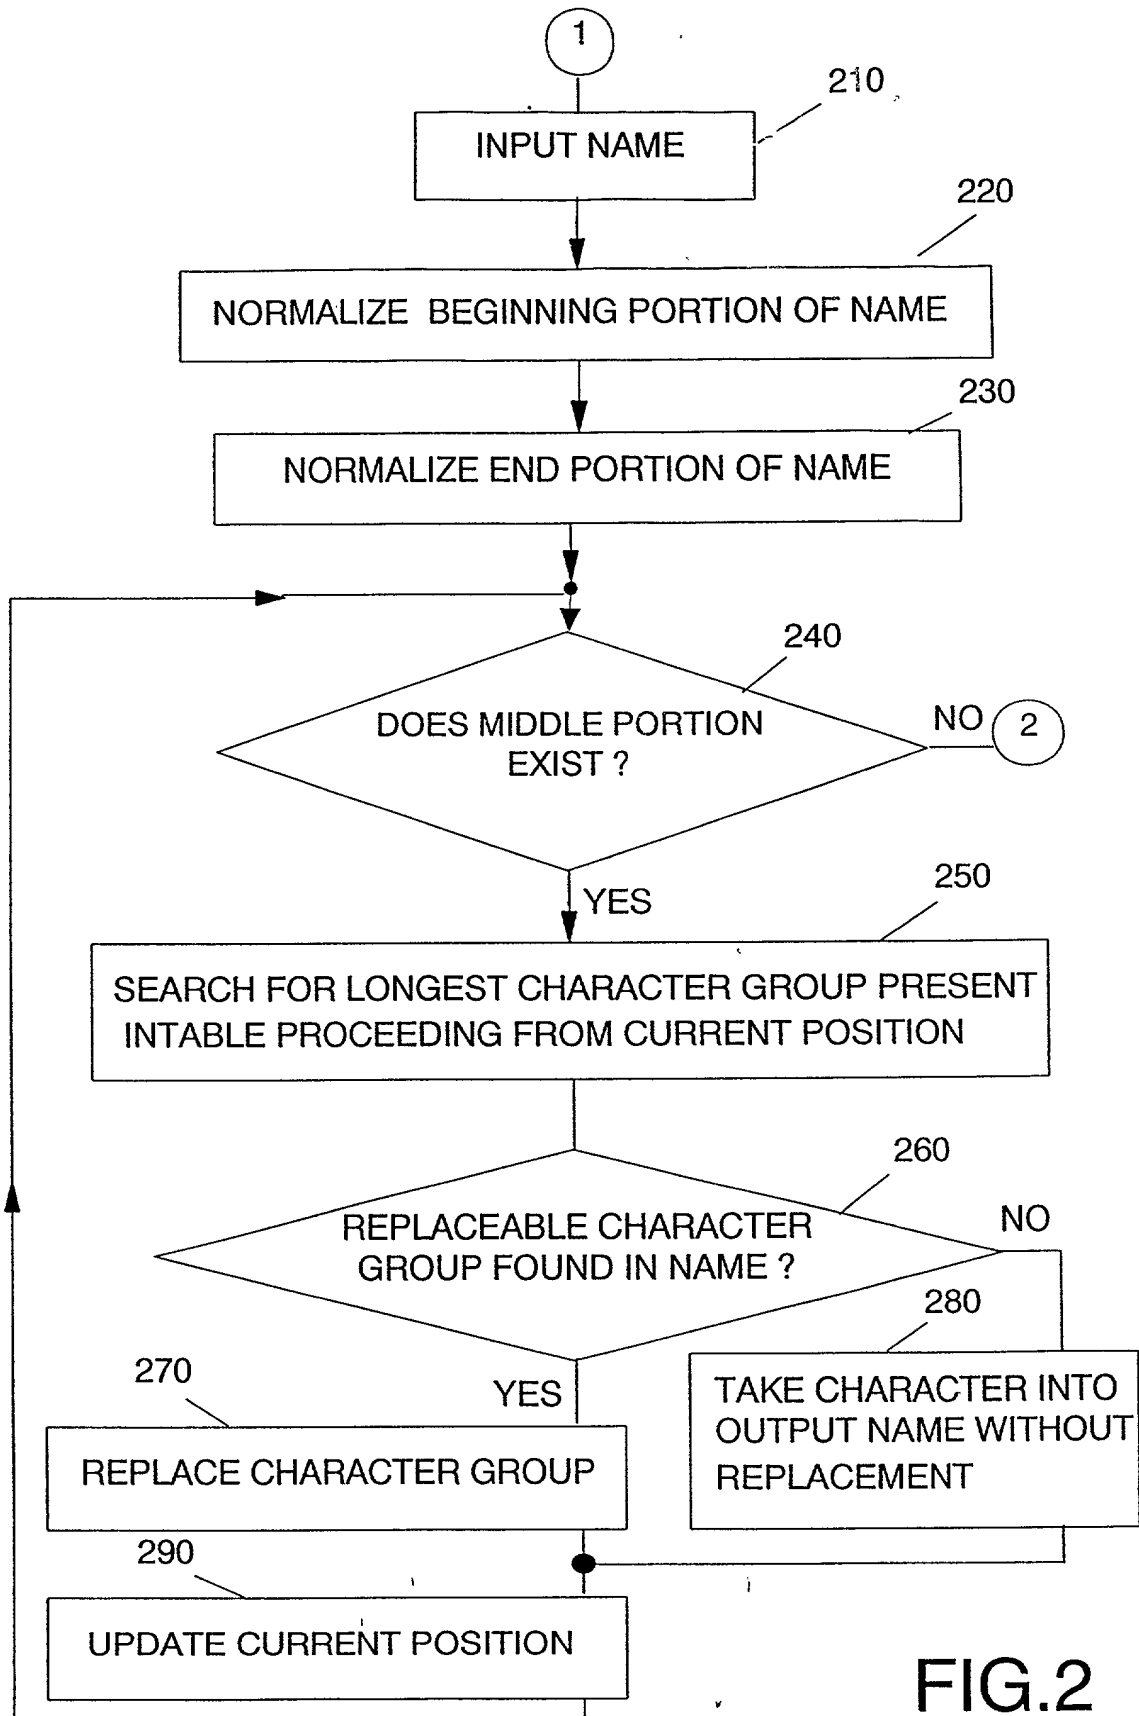 1
210
INPUT NAME
220
NORMALIZE BEGINNING PORTION OF NAME
230
NORMALIZE END PORTION OF NAME
240
DOES MIDDLE PORTION
EXIST ?
NO
2
YES
250
SEARCH FOR LONGEST CHARACTER GROUP PRESENT
INTABLE PROCEEDING FROM CURRENT POSITION
260
REPLACEABLE CHARACTER
GROUP FOUND IN NAME ?
NO
280
270
YES
TAKE CHARACTER INTO
OUTPUT NAME WITHOUT
REPLACEMENT
REPLACE CHARACTER GROUP
290
UPDATE CURRENT POSITION
FIG.2